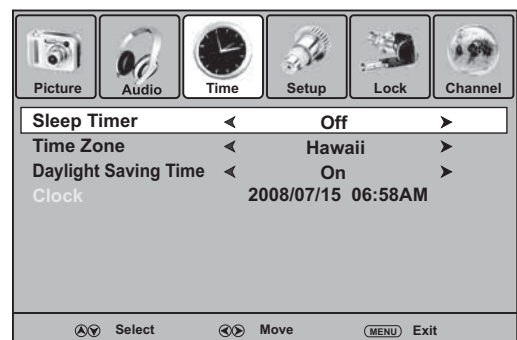 Picture Audio Time Setup Lock Channel
Sleep Timer Off
Time Zone Hawaii
Daylight Saving Time On
Clock 2008/07/15 06:58AM
Select Move MENU Exit